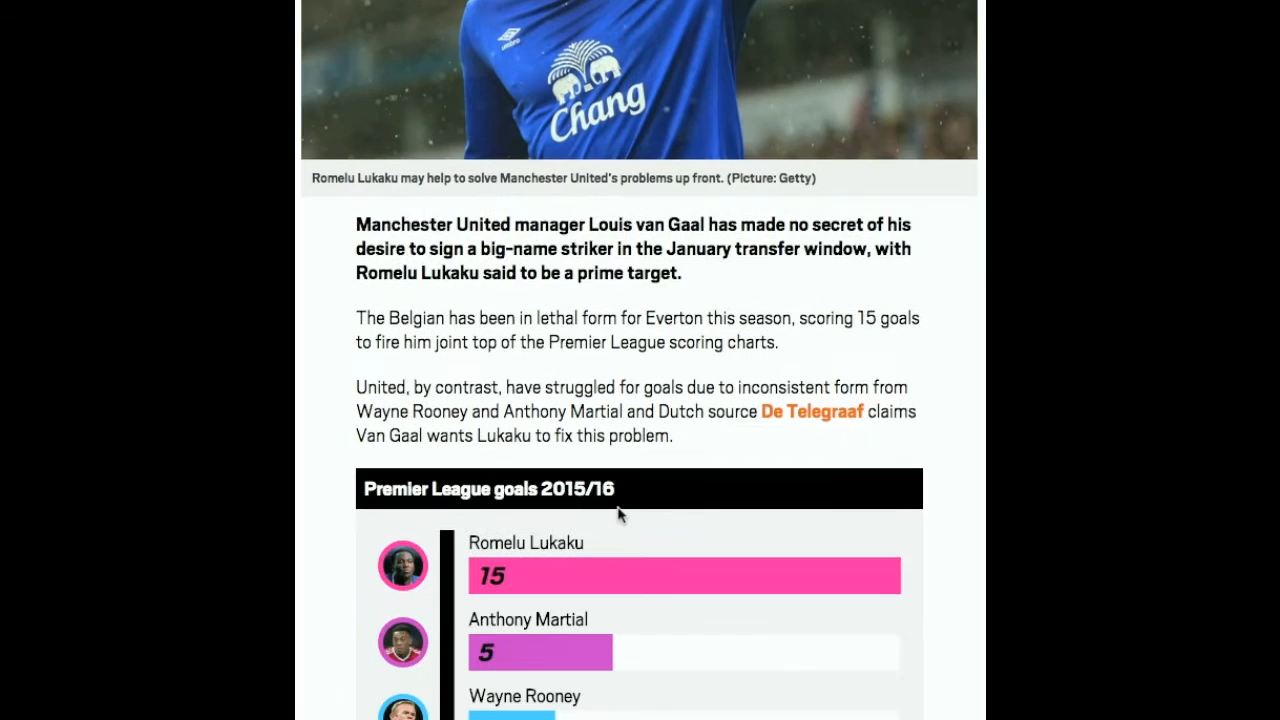 umbro
Chang
Romelu Lukaku may help to solve Manchester United's problems up front. (Picture: Getty)
Manchester United manager Louis van Gaal has made no secret of his
desire to sign a big-name striker in the January transfer window, with
Romelu Lukaku said to be a prime target.
The Belgian has been in lethal form for Everton this season, scoring 15 goals
to fire him joint top of the Premier League scoring charts.
United, by contrast, have struggled for goals due to inconsistent form from
Wayne Rooney and Anthony Martial and Dutch source De Telegraaf claims
Van Gaal wants Lukaku to fix this problem.
Premier League goals 2015/16
Romelu Lukaku
15
Anthony Martial
5
Wayne Rooney